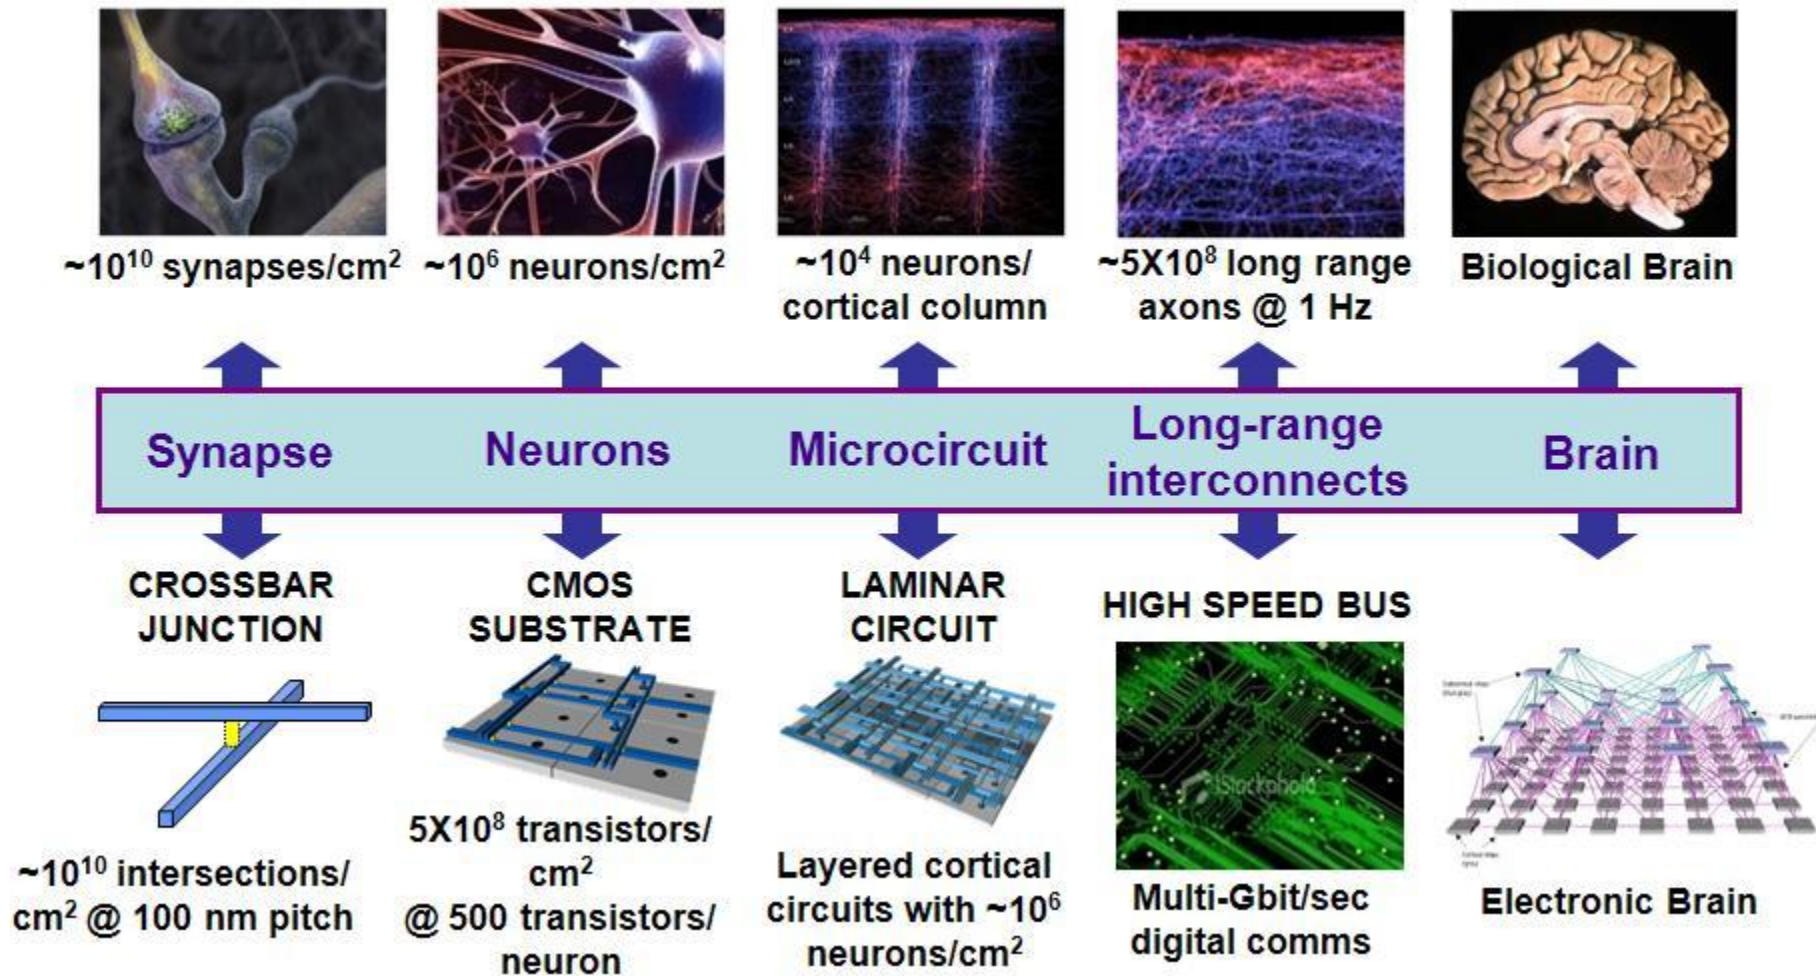 ~10¹⁰ synapses/cm²
~10⁶ neurons/cm²
~10⁴ neurons/
cortical column
~5X10⁸ long range
axons @ 1 Hz
Biological Brain
Synapse
Neurons
Microcircuit
Long-range
interconnects
Brain
CROSSBAR
JUNCTION
CMOS
SUBSTRATE
LAMINAR
CIRCUIT
HIGH SPEED BUS
iStockphoto
~10¹⁰ intersections/
cm² @ 100 nm pitch
5X10⁸ transistors/
cm²
@ 500 transistors/
neuron
Layered cortical
circuits with ~10⁶
neurons/cm²
Multi-Gbit/sec
digital comms
Electronic Brain